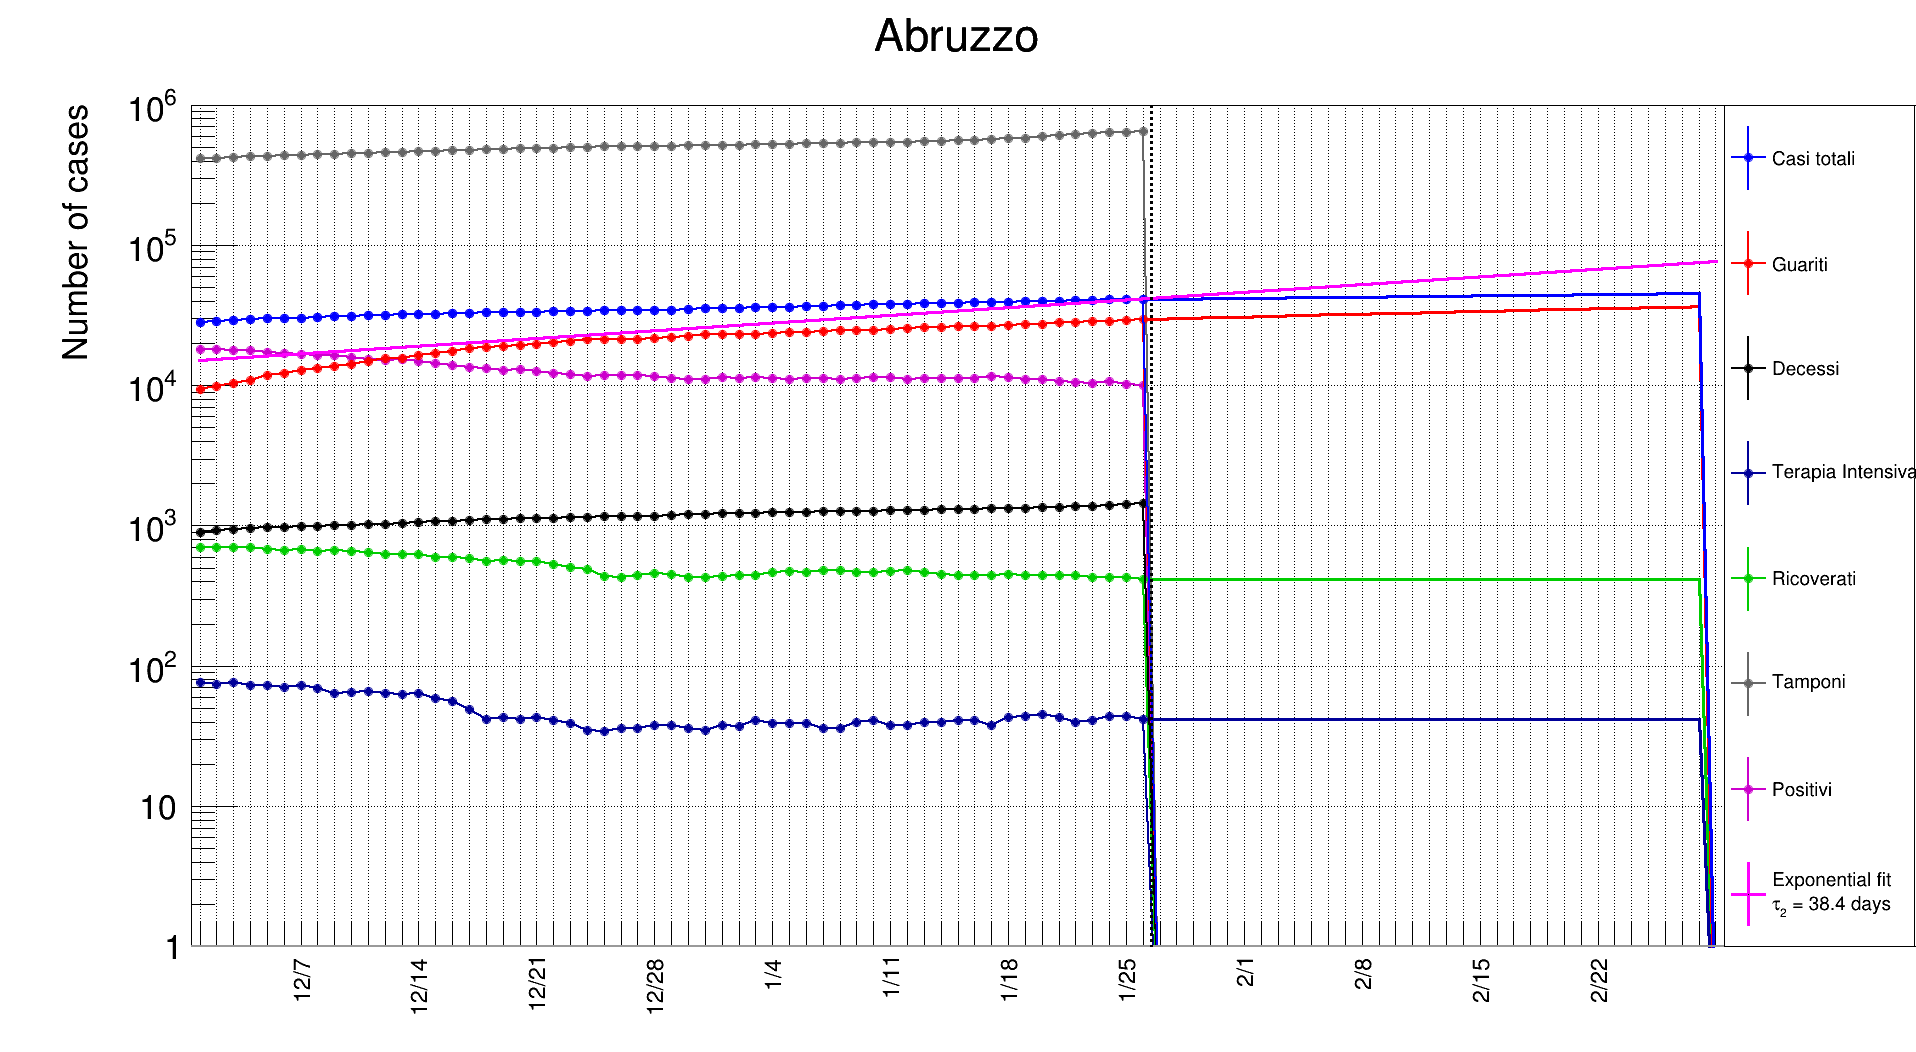 Abruzzo
Number of cases
10^6
10^5
10^4
10^3
10^2
10
1
12/7
12/14
12/21
12/28
1/4
1/11
1/18
1/25
2/1
2/8
2/15
2/22
Casi totali
Guariti
Decessi
Terapia Intensiva
Ricoverati
Tamponi
Positivi
Exponential fit
τ_2 = 38.4 days